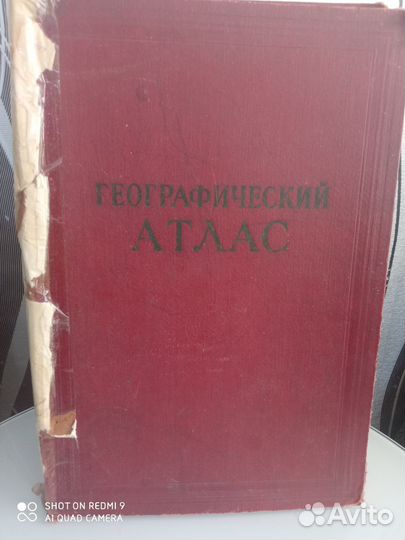 ГЕОГРАФИЧЕСКИЙ
АТЛАС
SHOT ON REDMI 9
AI QUAD CAMERA
Avito